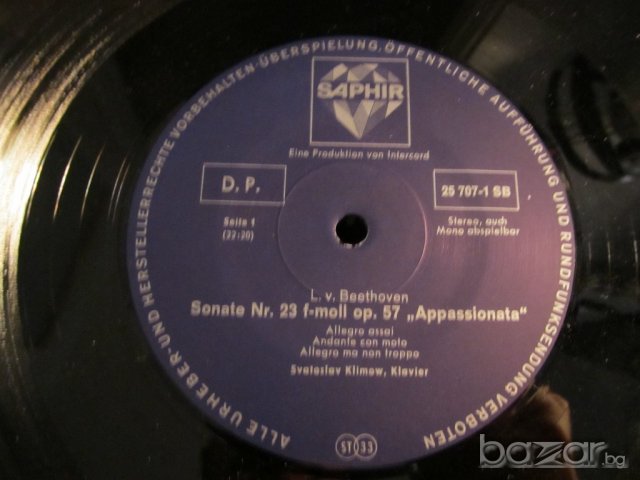 ALLE URHEBER- UND HERSTELLERRECHTE VORBEHALTEN · ÜBERSPIELUNG, ÖFFENTLICHE AUFFÜHRUNG UND RUNDFUNKSENDUNG VERBOTEN
SAPHIR
Eine Produktion von Intercord
D. P.
25 707-1 SB
Seite 1
(22:20)
Stereo, auch
Mono abspielbar
L. v. Beethoven
Sonate Nr. 23 f-moll op. 57 „Appassionata“
Allegro assai
Andante con moto
Allegro ma non troppo
Svetoslav Klimow, Klavier
ST 33
bazar.bg